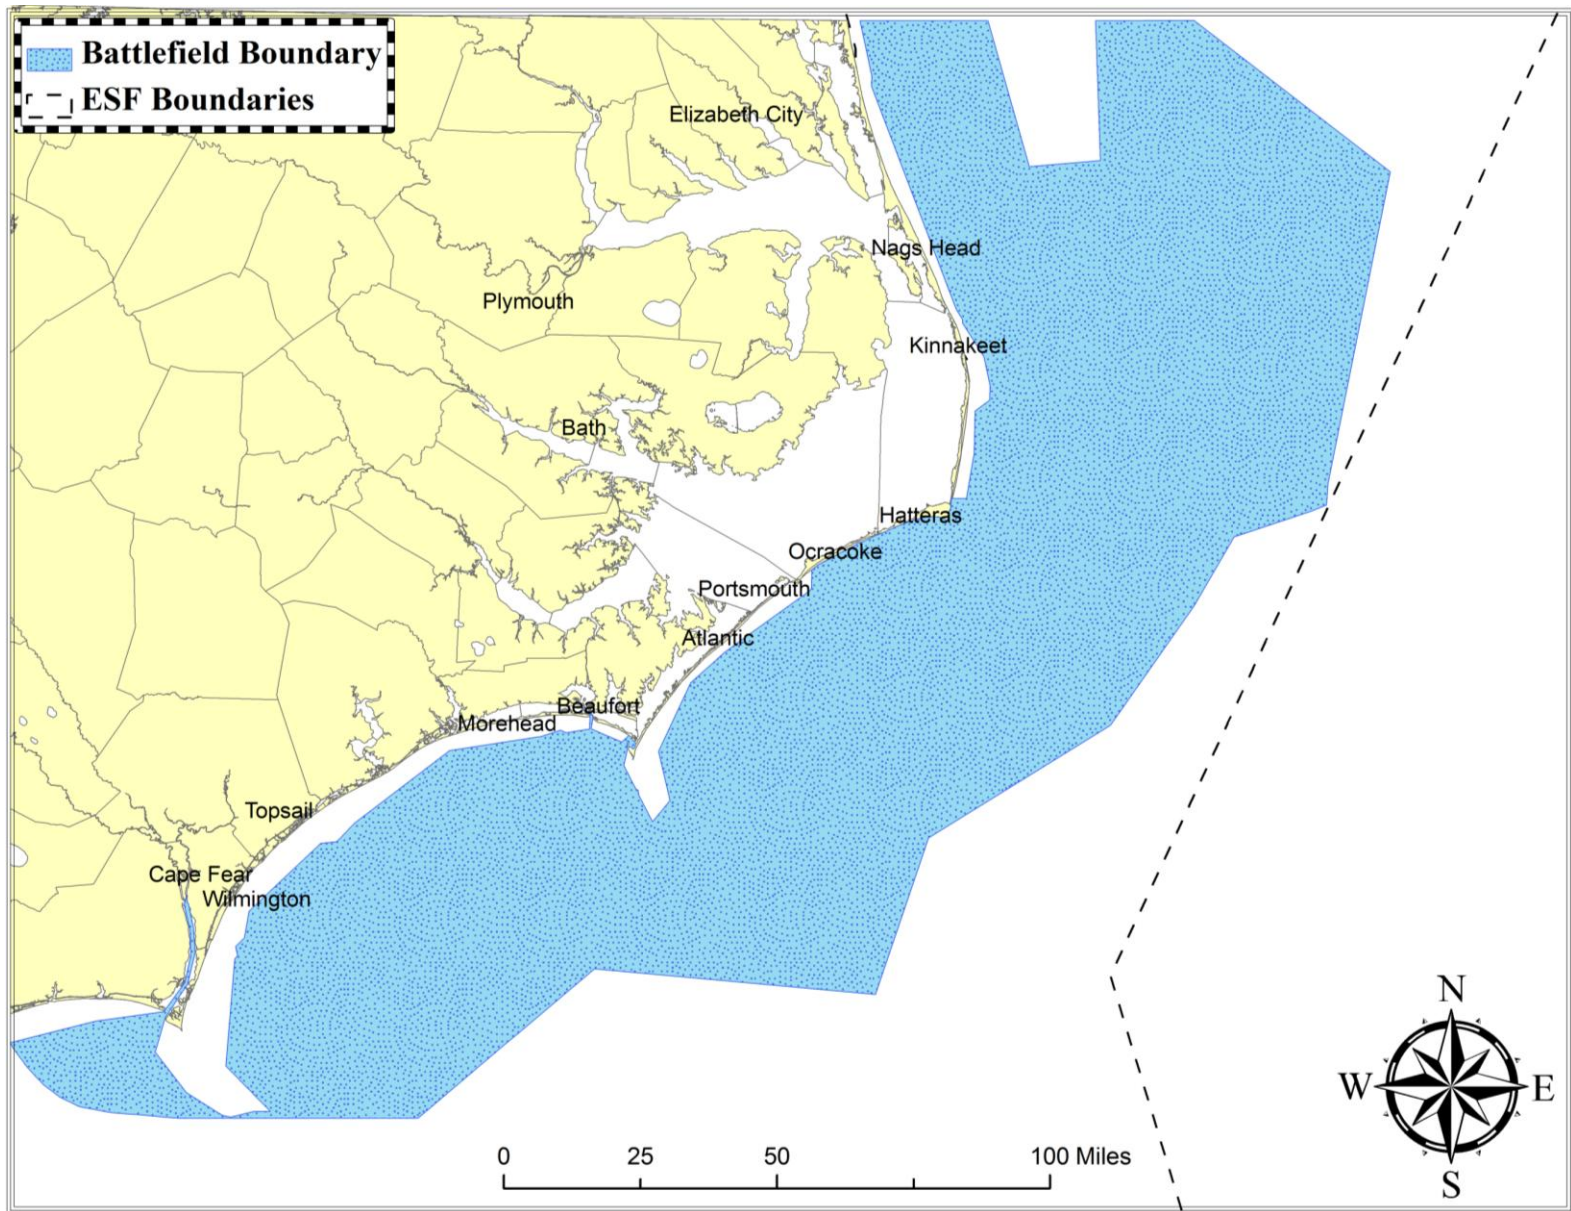 Battlefield Boundary
ESF Boundaries
Elizabeth City
Nags Head
Plymouth
Kinnakeet
Bath
Hatteras
Ocracoke
Portsmouth
Atlantic
Beaufort
Morehead
Topsail
Cape Fear
Wilmington
N
W
E
S
0 25 50 100 Miles